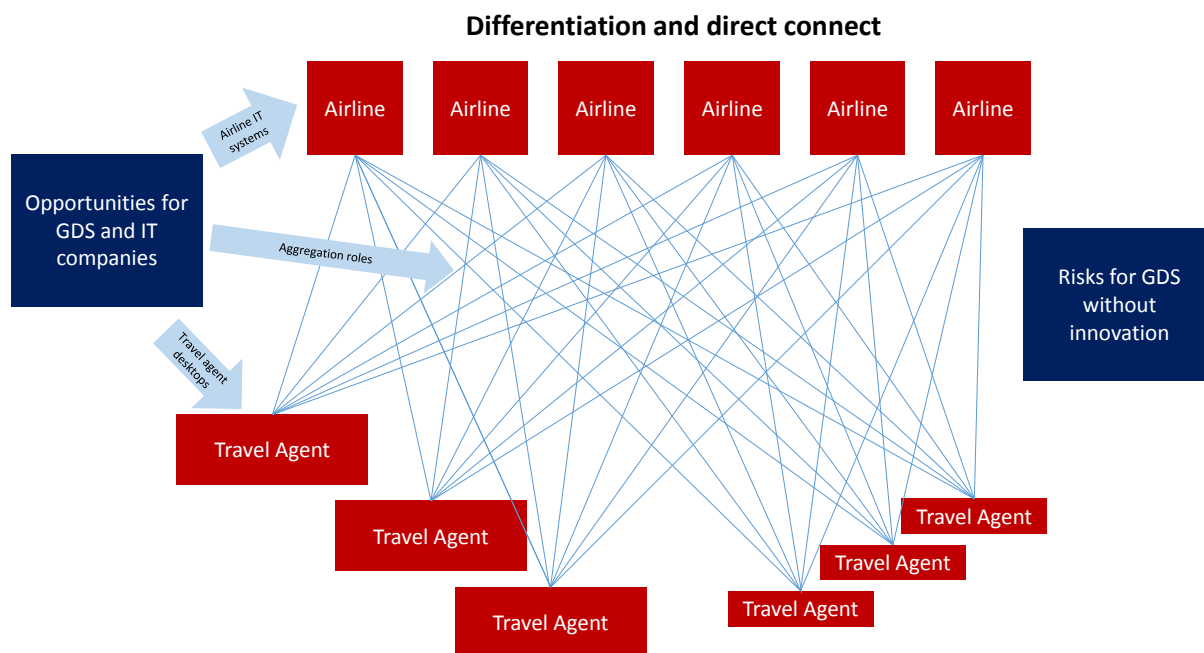 Differentiation and direct connect
Airline
Airline
Airline
Airline
Airline
Airline
Airline IT
systems
Opportunities for
GDS and IT
companies
Aggregation roles
Risks for GDS
without
innovation
Travel agent
desktops
Travel Agent
Travel Agent
Travel Agent
Travel Agent
Travel Agent
Travel Agent